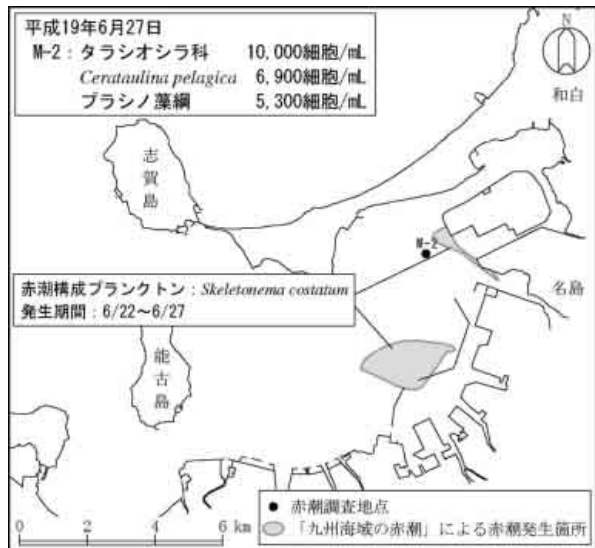 平成19年6月27日
M-2：タラシオシラ科 10,000細胞/mL
Cerataulina pelagica 6,900細胞/mL
プラシノ藻綱 5,300細胞/mL
N
和白
志賀島
M-2
赤潮構成プランクトン：Skeletonema costatum
発生期間：6/22～6/27
名島
能古島
● 赤潮調査地点
「九州海域の赤潮」による赤潮発生箇所
0 2 4 6 km